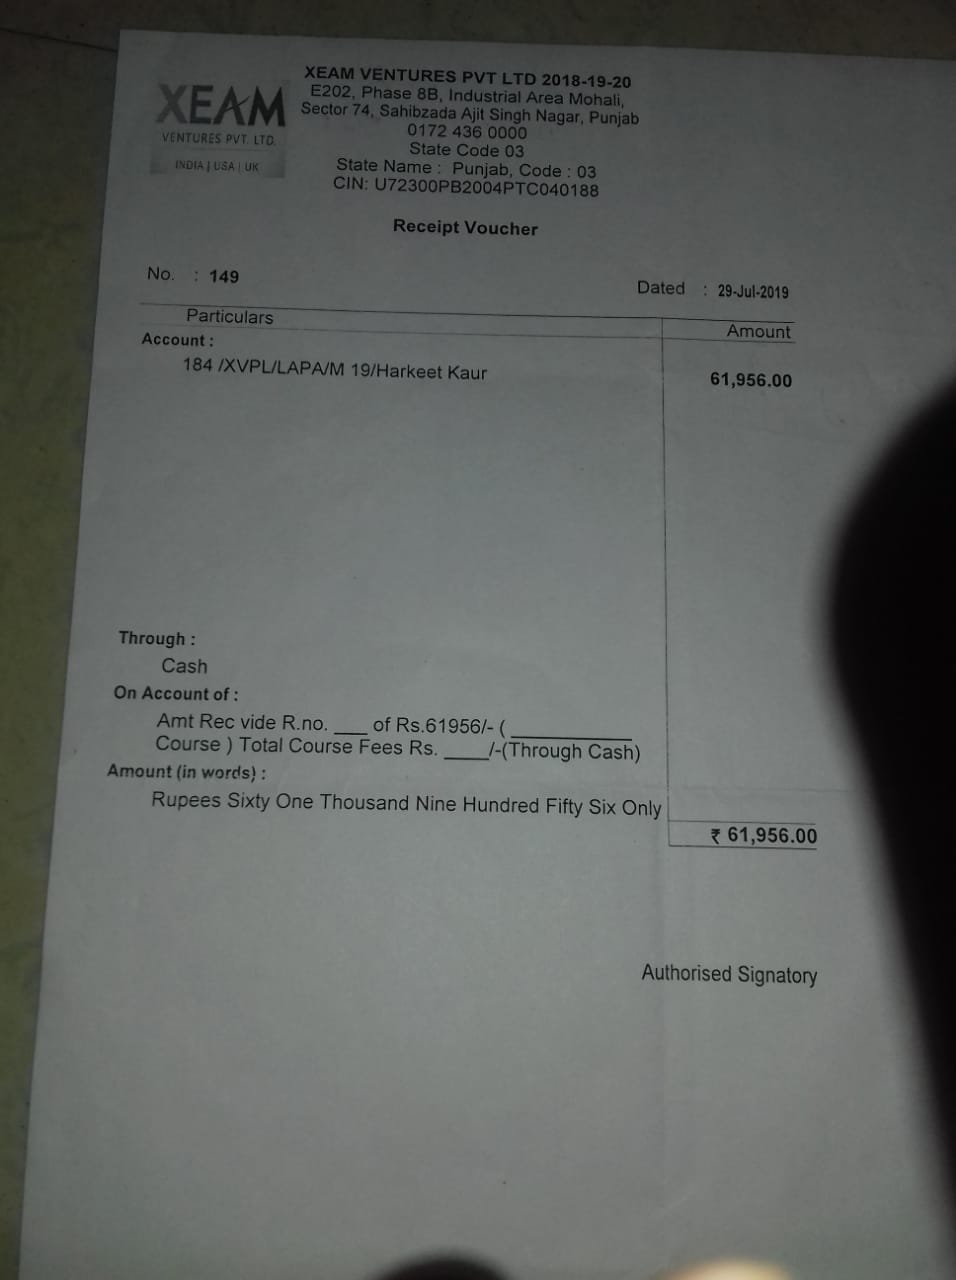 XEAM
VENTURES PVT. LTD.
INDIA | USA | UK
XEAM VENTURES PVT LTD 2018-19-20
E202, Phase 8B, Industrial Area Mohali,
Sector 74, Sahibzada Ajit Singh Nagar, Punjab
0172 436 0000
State Code 03
State Name : Punjab, Code : 03
CIN: U72300PB2004PTC040188
Receipt Voucher
No. : 149
Dated : 29-Jul-2019
Particulars
Amount
Account :
184 /XVPL/LAPA/M 19/Harkeet Kaur
61,956.00
Through :
Cash
On Account of :
Amt Rec vide R.no. ___ of Rs.61956/- ( ___________
Course ) Total Course Fees Rs. ____/-(Through Cash)
Amount (in words) :
Rupees Sixty One Thousand Nine Hundred Fifty Six Only
₹ 61,956.00
Authorised Signatory